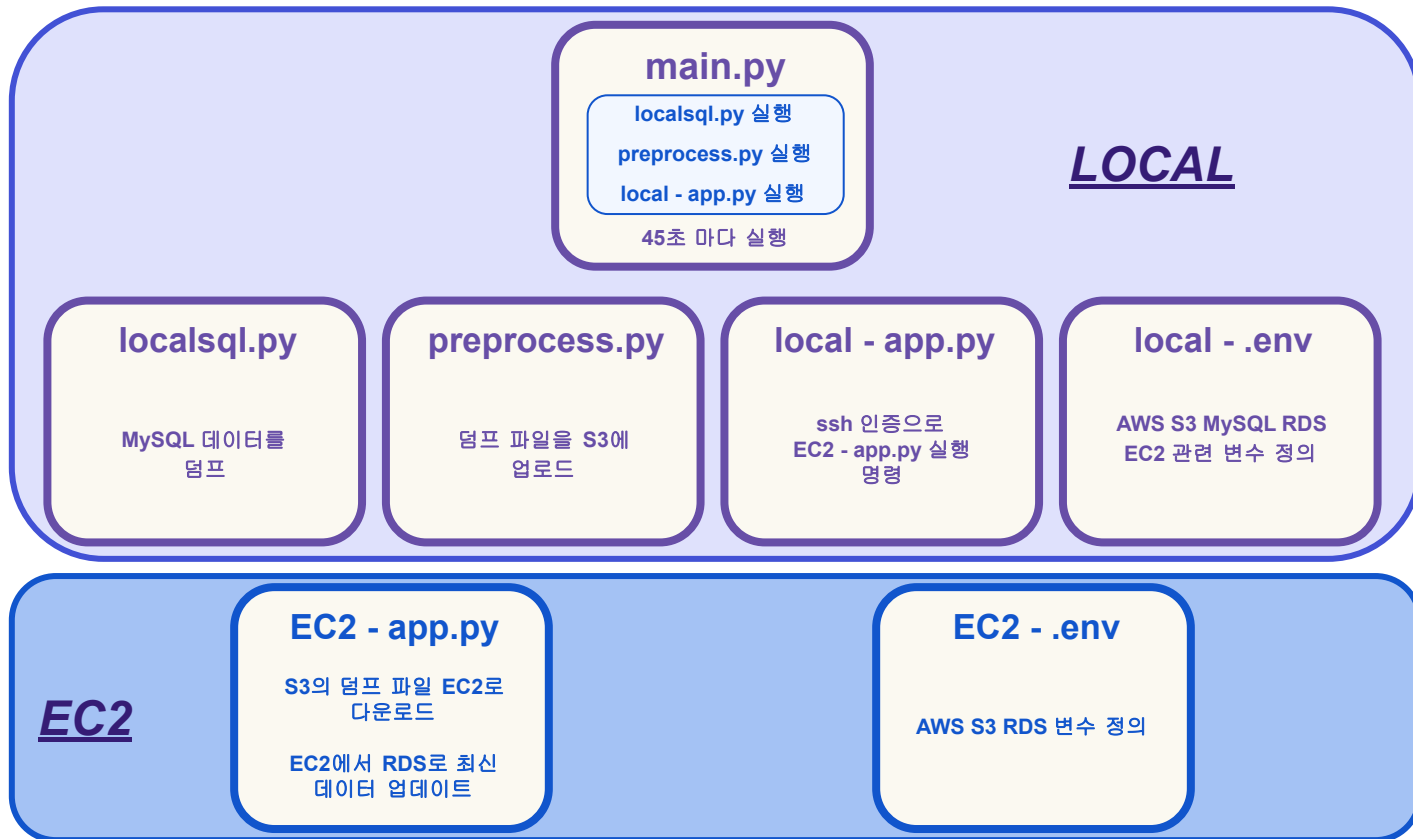 main.py
localsql.py 실행
preprocess.py 실행
local - app.py 실행
45초 마다 실행
LOCAL
localsql.py
MySQL 데이터를
덤프
preprocess.py
덤프 파일을 S3에
업로드
local - app.py
ssh 인증으로
EC2 - app.py 실행
명령
local - .env
AWS S3 MySQL RDS
EC2 관련 변수 정의
EC2
EC2 - app.py
S3의 덤프 파일 EC2로
다운로드
EC2에서 RDS로 최신
데이터 업데이트
EC2 - .env
AWS S3 RDS 변수 정의